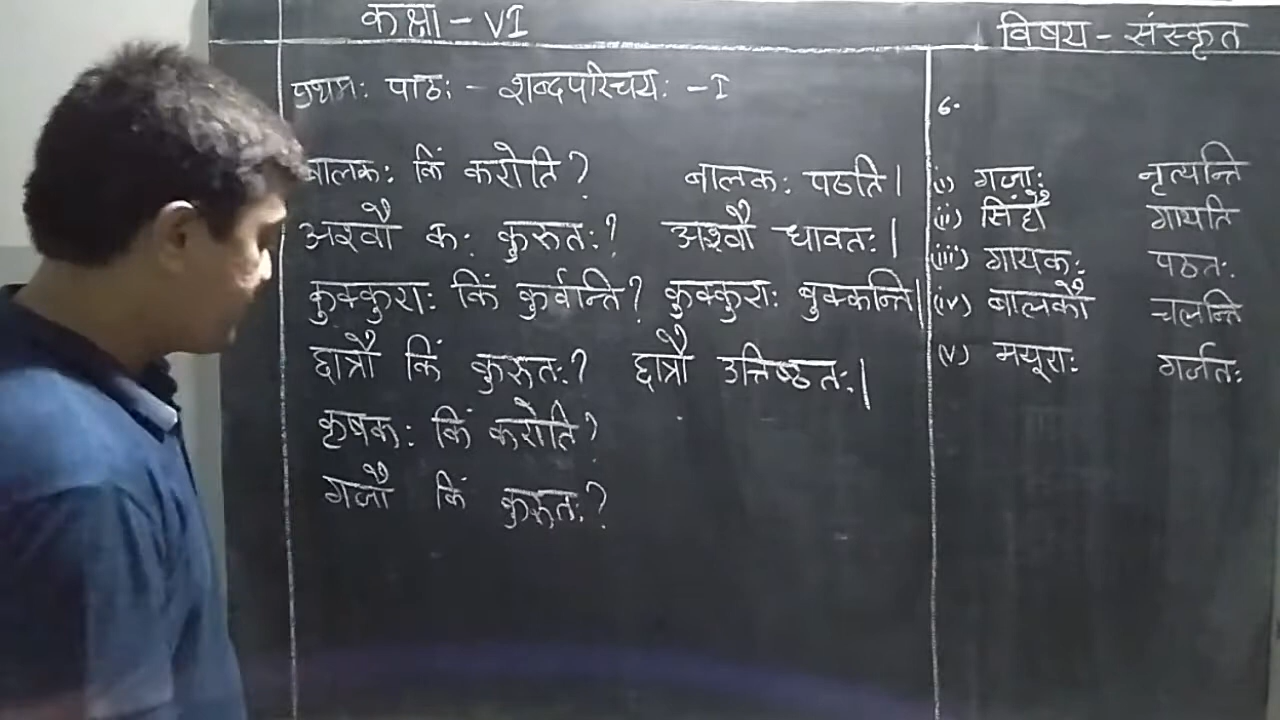 कक्षा - VI
विषय - संस्कृत
प्रथमः पाठः - शब्दपरिचयः - I
बालकः किं करोति? बालकः पठति।
अश्वौ कः कुरुतः? अश्वौ धावतः।
कुक्कुराः किं कुर्वान्ति? कुक्कुराः बुक्कन्ति।
छात्रौ किं कुरुतः? छात्रौ उत्तिष्ठतः।
कृषकः किं करोति?
गजौ किं कुरुतः?
6.
(i) गजाः नृत्यन्ति
(ii) सिंहौ गायति
(iii) गायकः पठतः
(iv) बालकौ चलन्ति
(v) मयूराः गर्जतः